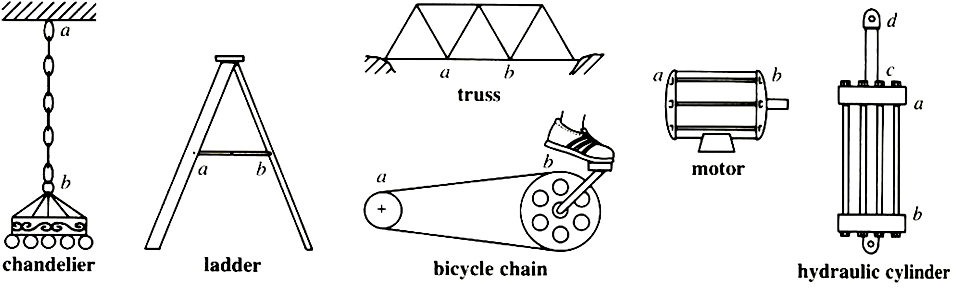 a
b
chandelier
a
b
ladder
a
b
truss
a
b
bicycle chain
a
b
motor
d
c
a
b
hydraulic cylinder